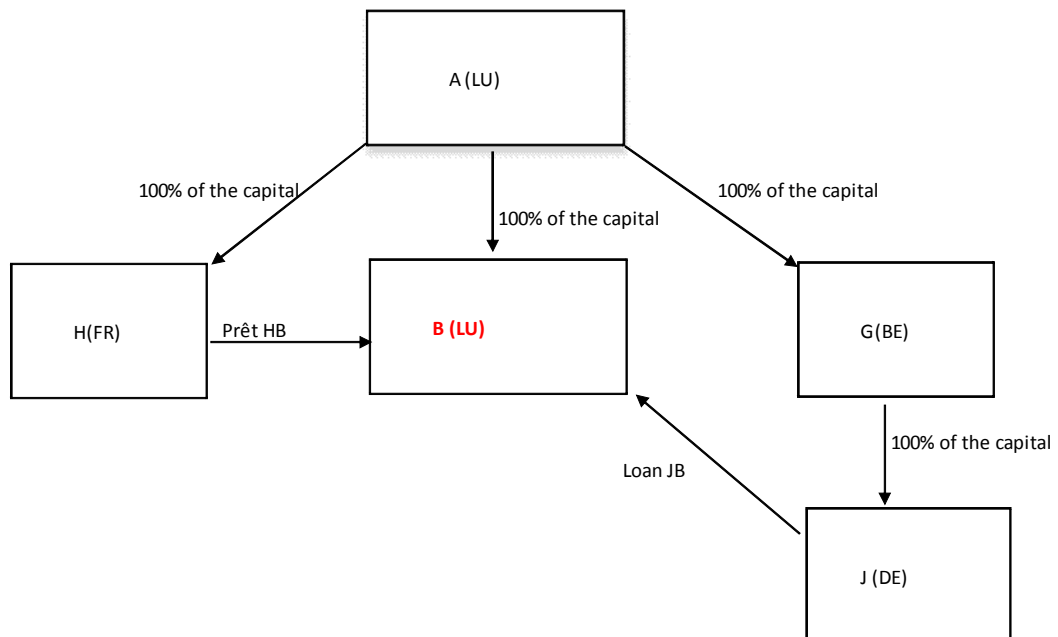 A (LU)
100% of the capital
100% of the capital
100% of the capital
H(FR)
Prêt HB
B (LU)
G(BE)
100% of the capital
Loan JB
J (DE)